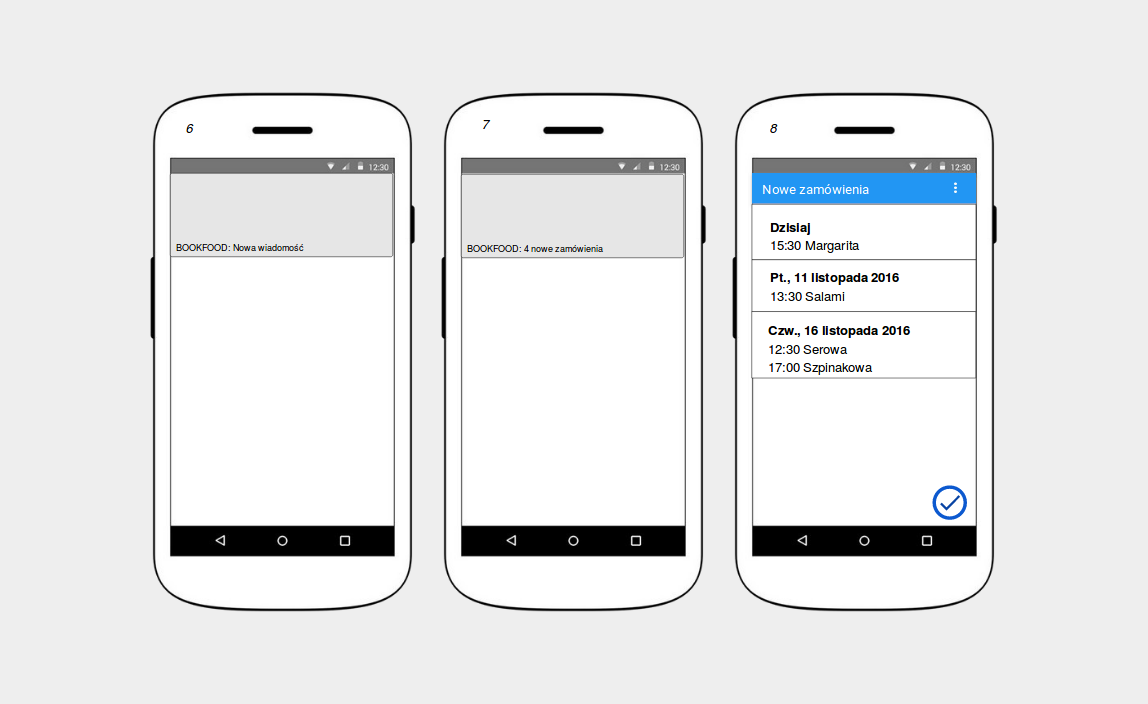 6
12:30
BOOKFOOD: Nowa wiadomość
7
12:30
BOOKFOOD: 4 nowe zamówienia
8
12:30
Nowe zamówienia
Dzisiaj
15:30 Margarita
Pt., 11 listopada 2016
13:30 Salami
Czw., 16 listopada 2016
12:30 Serowa
17:00 Szpinakowa